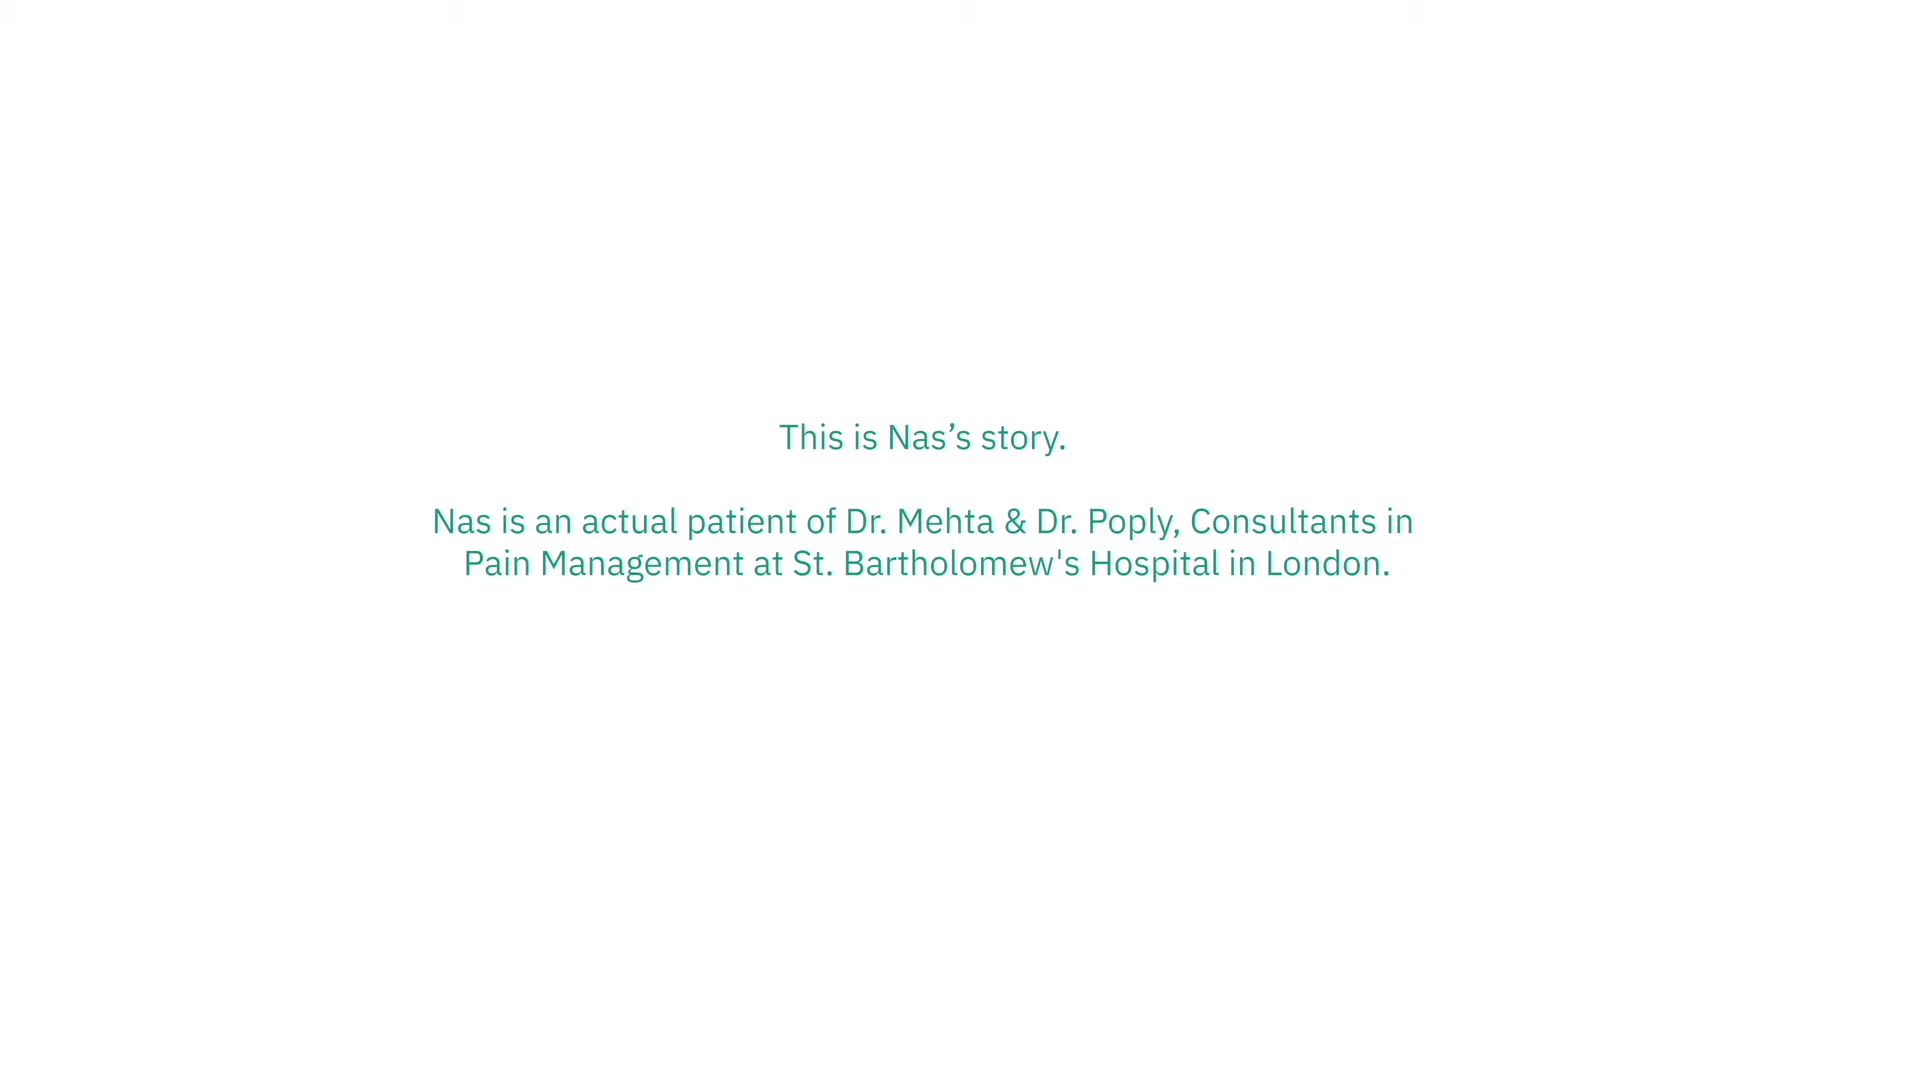 This is Nas’s story.
Nas is an actual patient of Dr. Mehta & Dr. Poply, Consultants in
Pain Management at St. Bartholomew's Hospital in London.